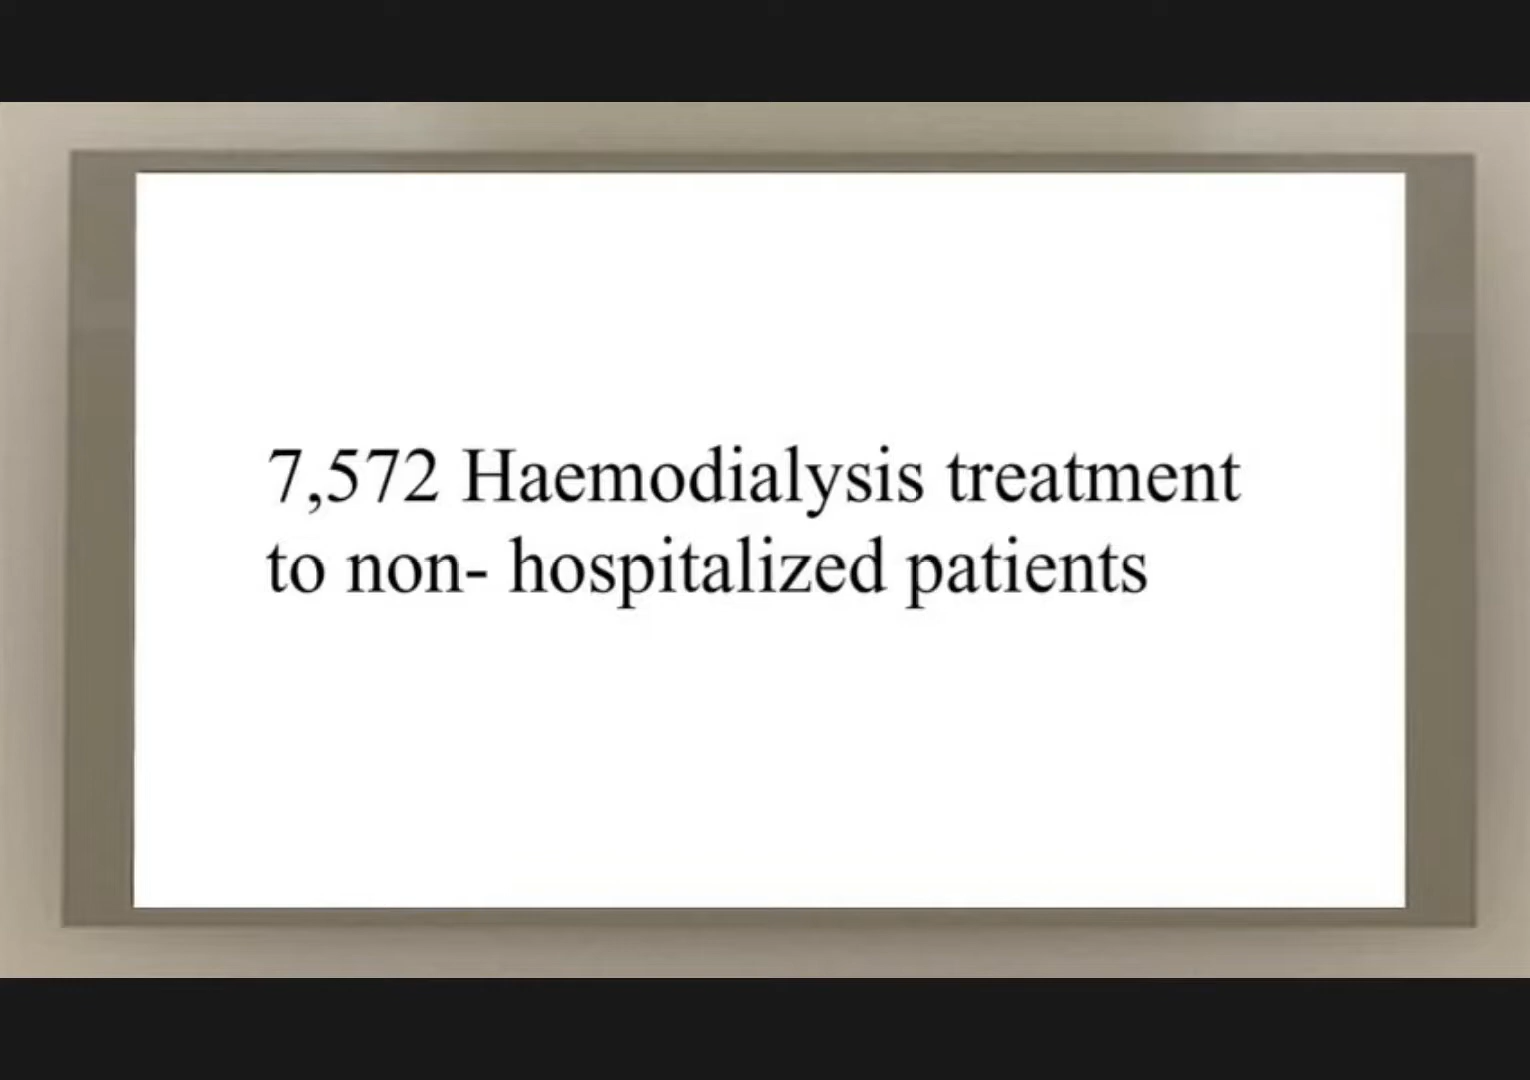 7,572 Haemodialysis treatment
to non- hospitalized patients